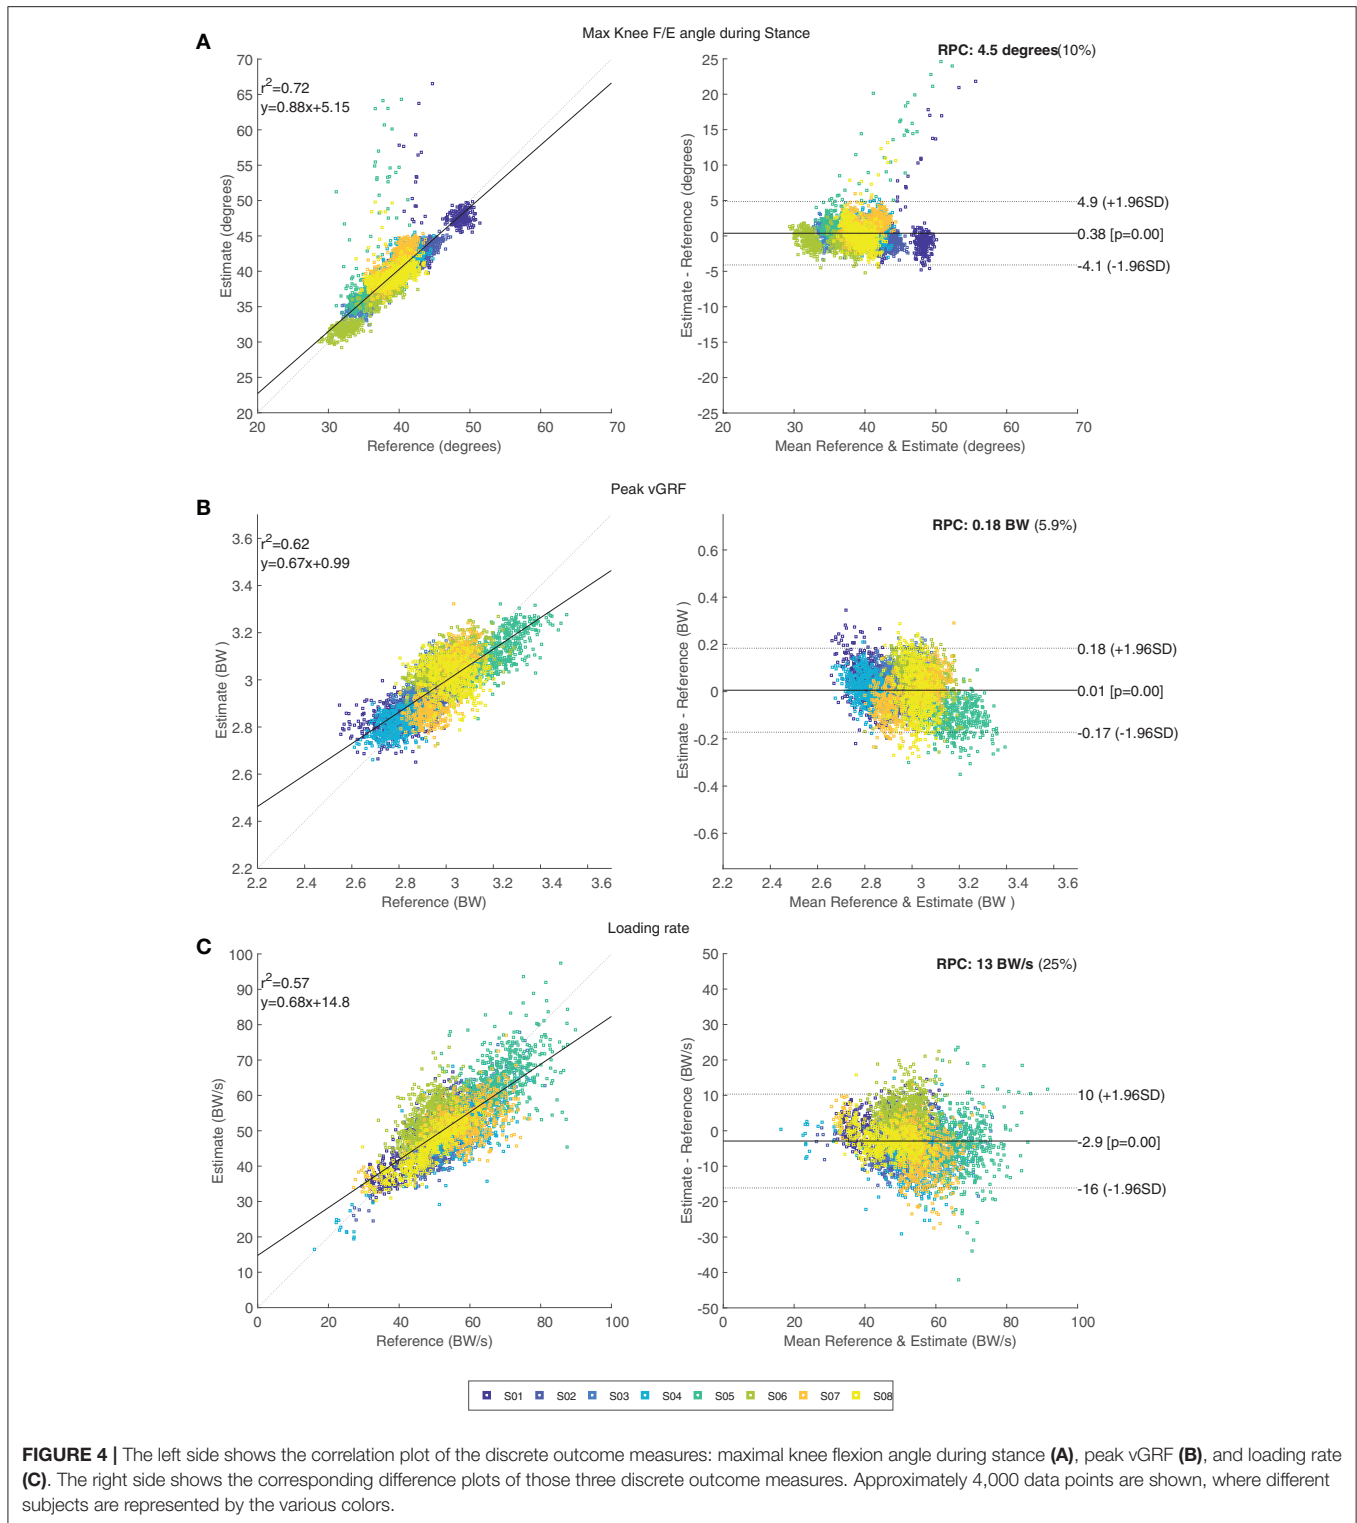 Max Knee F/E angle during Stance
A
RPC: 4.5 degrees(10%)
r²=0.72
y=0.88x+5.15
70
65
60
55
50
45
40
35
30
25
20
Estimate (degrees)
20 30 40 50 60 70
Reference (degrees)
25
20
15
10
5
0
-5
-10
-15
-20
-25
Estimate - Reference (degrees)
4.9 (+1.96SD)
0.38 [p=0.00]
-4.1 (-1.96SD)
20 30 40 50 60 70
Mean Reference & Estimate (degrees)
Peak vGRF
B
RPC: 0.18 BW (5.9%)
r²=0.62
y=0.67x+0.99
3.6
3.4
3.2
3
2.8
2.6
2.4
2.2
Estimate (BW )
2.2 2.4 2.6 2.8 3 3.2 3.4 3.6
Reference (BW)
0.6
0.4
0.2
0
-0.2
-0.4
-0.6
Estimate - Reference (BW )
0.18 (+1.96SD)
0.01 [p=0.00]
-0.17 (-1.96SD)
2.2 2.4 2.6 2.8 3 3.2 3.4 3.6
Mean Reference & Estimate (BW )
Loading rate
C
RPC: 13 BW/s (25%)
r²=0.57
y=0.68x+14.8
100
90
80
70
60
50
40
30
20
10
0
Estimate (BW/s)
0 20 40 60 80 100
Reference (BW/s)
50
40
30
20
10
0
-10
-20
-30
-40
-50
Estimate - Reference (BW/s)
10 (+1.96SD)
-2.9 [p=0.00]
-16 (-1.96SD)
0 20 40 60 80 100
Mean Reference & Estimate (BW/s)
S01 S02 S03 S04 S05 S06 S07 S08
FIGURE 4 | The left side shows the correlation plot of the discrete outcome measures: maximal knee flexion angle during stance (A), peak vGRF (B), and loading rate
(C). The right side shows the corresponding difference plots of those three discrete outcome measures. Approximately 4,000 data points are shown, where different
subjects are represented by the various colors.